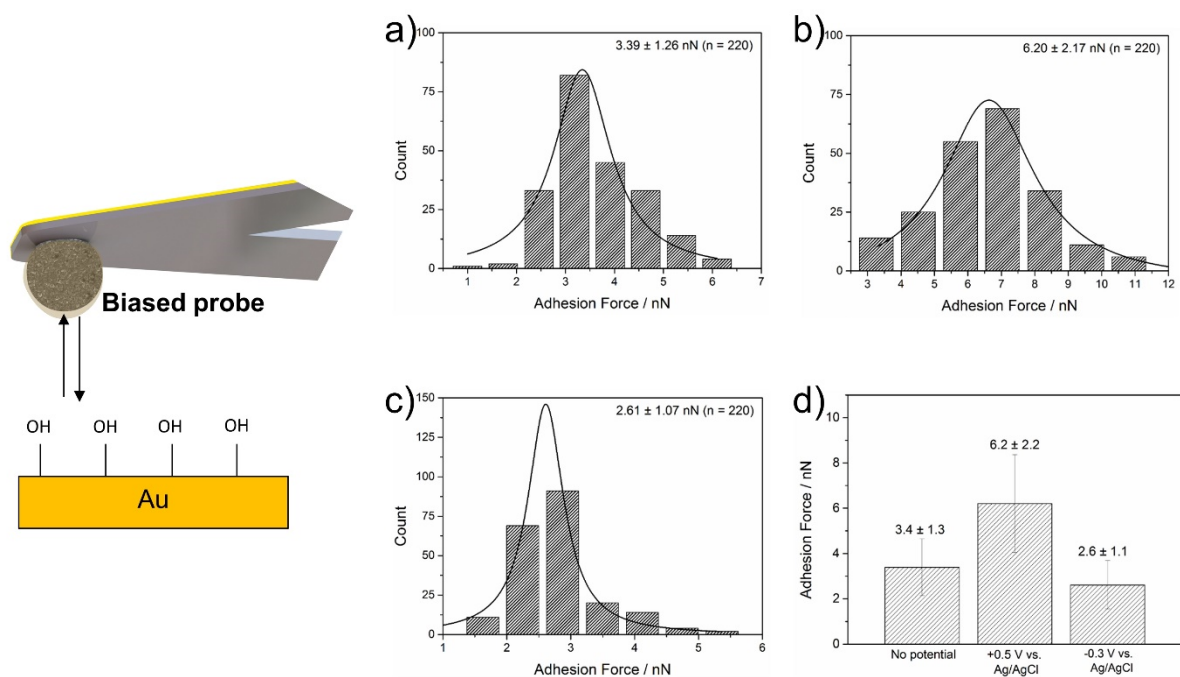 Biased probe
OH OH OH OH
Au
a)
3.39 ± 1.26 nN (n = 220)
100
75
50
25
0
Count
1 2 3 4 5 6 7
Adhesion Force / nN
b)
6.20 ± 2.17 nN (n = 220)
100
75
50
25
0
Count
3 4 5 6 7 8 9 10 11 12
Adhesion Force / nN
c)
2.61 ± 1.07 nN (n = 220)
150
125
100
75
50
25
0
Count
1 2 3 4 5 6
Adhesion Force / nN
d)
10
8
6
4
2
0
Adhesion Force / nN
3.4 ± 1.3
6.2 ± 2.2
2.6 ± 1.1
No potential
+0.5 V vs.
Ag/AgCl
-0.3 V vs.
Ag/AgCl